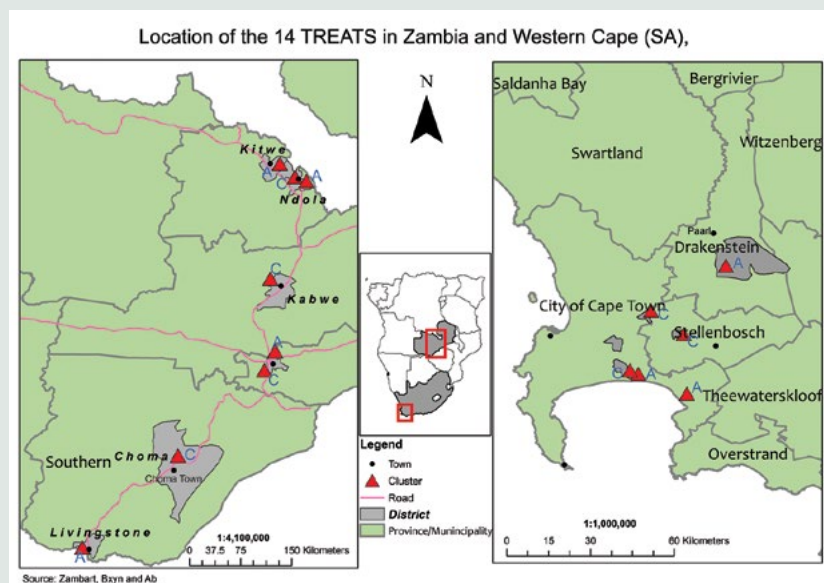 Location of the 14 TREATS in Zambia and Western Cape (SA),
Kitwe
A
C
A
Ndola
C
Kabwe
A
C
Southern
Choma
C
Choma Town
Livingstone
A
1:4,100,000
0 37.5 75 150 Kilometers
Source: Zambart, Bxyn and Ab
N
Legend
Town
Cluster
Road
District
Province/Munincipality
Saldanha Bay
Bergrivier
Witzenberg
Swartland
Paarl
Drakenstein
A
City of Cape Town
C
Stellenbosch
C
C
A
A
Theewaterskloof
Overstrand
1:1,000,000
0 15 30 60 Kilometers